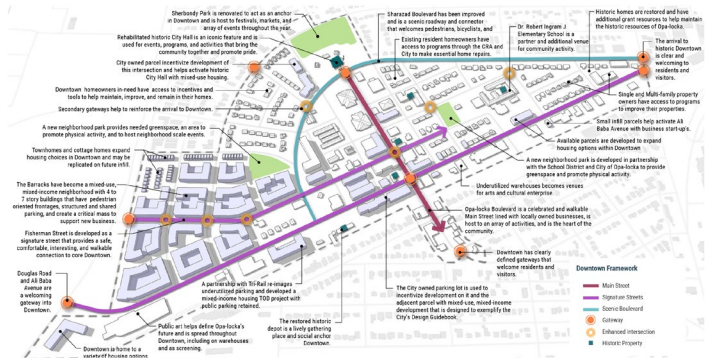 Sherbondy Park is renovated to act as an anchor
in Downtown and is host to festivals, markets, and
array of events throughout the year.
Rehabilitated historic City Hall is an iconic feature and is
used for events, programs, and activities that bring the
community together and promote pride.
City owned parcel incentivize development of
this intersection and helps activate historic
City Hall with mixed-use housing.
Downtown homeowners in-need have access to incentives and
tools to help maintain, improve, and remain in their homes.
Secondary gateways help to reinforce the arrival to Downtown.
A new neighborhood park provides needed greenspace, an area to
promote physical activity, and to host neighborhood scale events.
Townhomes and cottage homes expand
housing choices in Downtown and may be
replicated on future infill.
The Barracks have become a mixed-use,
mixed-income neighborhood with 4 to
7 story buildings that have pedestrian
oriented frontages, structured and shared
parking, and create a critical mass to
support new business.
Fisherman Street is developed as a
signature street that provides a safe,
comfortable, interesting, and walkable
connection to core Downtown.
Douglas Road
and Ali Baba
Avenue are
a welcoming
gateway into
Downtown.
Downtown is home to a
variety of housing options
Public art helps define Opa-locka's
future and is spread throughout
Downtown, including on warehouses
and as screening.
A partnership with Tri-Rail re-images
underutilized parking and developed a
mixed-income housing TOD project with
public parking retained.
The restored historic
depot is a lively gathering
place and social anchor
Downtown.
The City owned parking lot is used to
incentivize development on it and the
adjacent parcel with mixed-use, mixed-income
development that is designed to exemplify the
City's Design Guidebook.
Sharazad Boulevard has been improved
and is a scenic roadway and connector
that welcomes pedestrians, bicyclists, and
Existing resident homeowners have
access to programs through the CRA and
City to make essential home repairs.
Dr. Robert Ingram J
Elementary School is a
partner and additional venue
for community activity.
Historic homes are restored and have
additional grant resources to help maintain
the historic resources of Opa-locka.
The arrival
to historic
Downtown
is clear and
welcoming to
residents and
visitors.
Single and Multi-family property
owners have access to programs
to improve their properties.
Small infill parcels help activate Ali
Baba Avenue with business start-up's.
Available parcels are developed to expand
housing options within Downtown
A new neighborhood park is developed in partnership
with the School District and City of Opa-locka to provide
greenspace and promote physical activity.
Underutilized warehouses becomes venues
for arts and cultural enterprise
Opa-locka Boulevard is a celebrated and walkable
Main Street lined with locally owned businesses, is
host to an array of activities, and is the heart of the
community.
Downtown has clearly
defined gateways that
welcome residents and
visitors.
Downtown Framework
Main Street
Signature Streets
Scenic Boulevard
Gateway
Enhanced Intersection
Historic Property